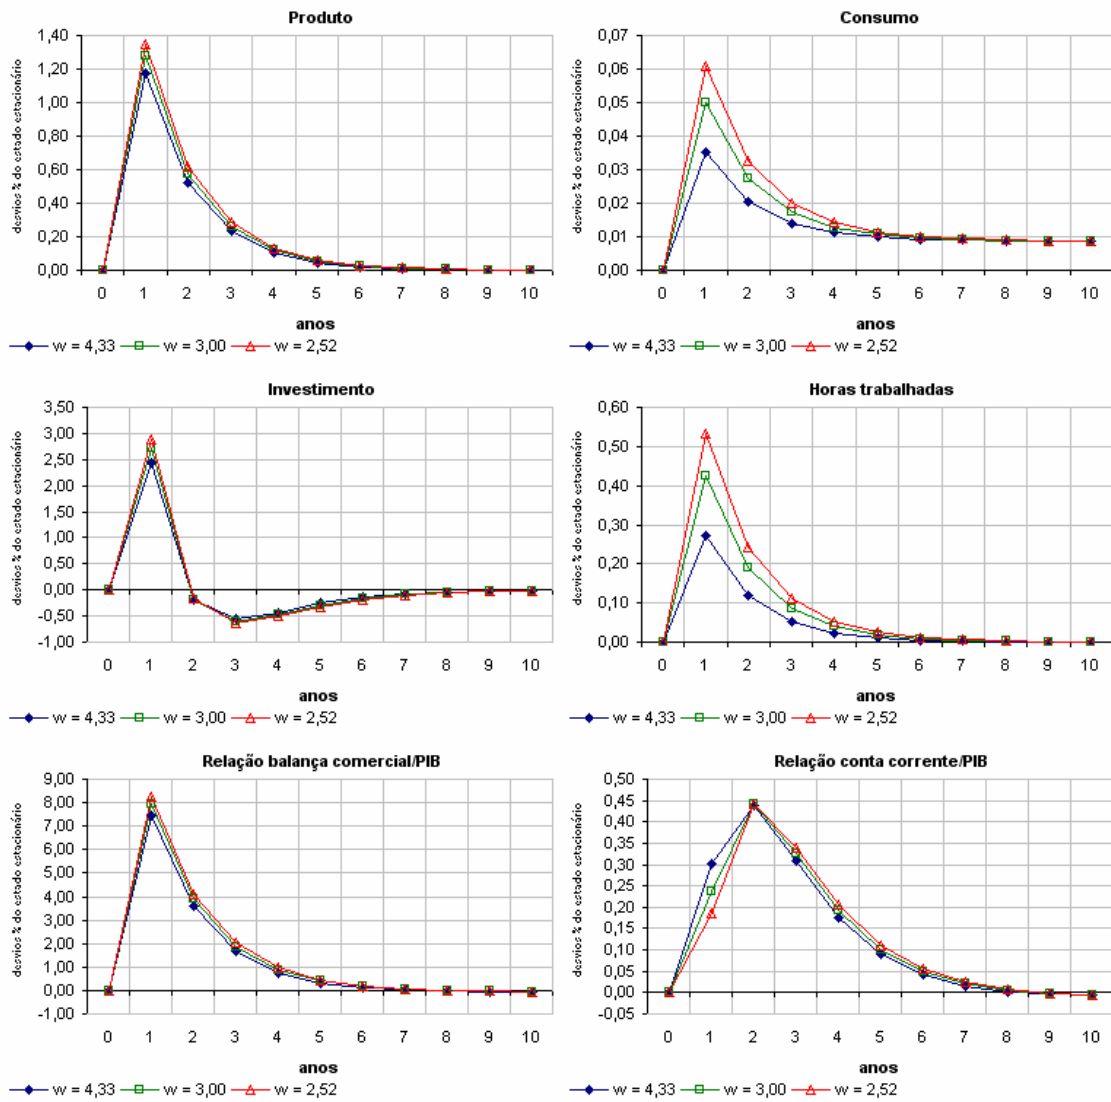 Produto
desvios % do estado estacionário
1,40
1,20
1,00
0,80
0,60
0,40
0,20
0,00
0 1 2 3 4 5 6 7 8 9 10
anos
w = 4,33 w = 3,00 w = 2,52
Consumo
desvios % do estado estacionário
0,07
0,06
0,05
0,04
0,03
0,02
0,01
0,00
0 1 2 3 4 5 6 7 8 9 10
anos
w = 4,33 w = 3,00 w = 2,52
Investimento
desvios % do estado estacionário
3,50
3,00
2,50
2,00
1,50
1,00
0,50
0,00
-0,50
-1,00
0 1 2 3 4 5 6 7 8 9 10
anos
w = 4,33 w = 3,00 w = 2,52
Horas trabalhadas
desvios % do estado estacionário
0,60
0,50
0,40
0,30
0,20
0,10
0,00
0 1 2 3 4 5 6 7 8 9 10
anos
w = 4,33 w = 3,00 w = 2,52
Relação balança comercial/PIB
desvios % do estado estacionário
9,00
8,00
7,00
6,00
5,00
4,00
3,00
2,00
1,00
0,00
-1,00
0 1 2 3 4 5 6 7 8 9 10
anos
w = 4,33 w = 3,00 w = 2,52
Relação conta corrente/PIB
desvios % do estado estacionário
0,50
0,45
0,40
0,35
0,30
0,25
0,20
0,15
0,10
0,05
0,00
-0,05
0 1 2 3 4 5 6 7 8 9 10
anos
w = 4,33 w = 3,00 w = 2,52